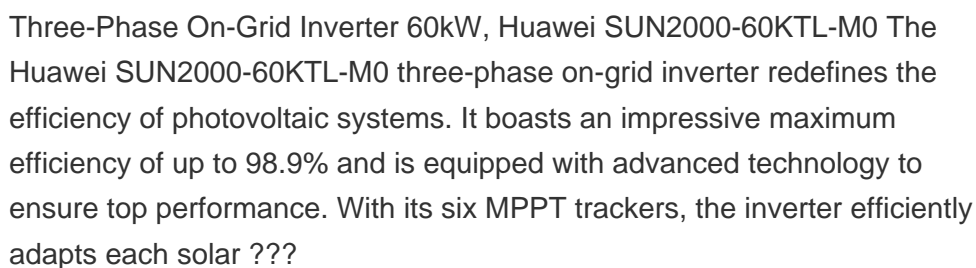 Three-Phase On-Grid Inverter 60kW, Huawei SUN2000-60KTL-M0 The
Huawei SUN2000-60KTL-M0 three-phase on-grid inverter redefines the
efficiency of photovoltaic systems. It boasts an impressive maximum
efficiency of up to 98.9% and is equipped with advanced technology to
ensure top performance. With its six MPPT trackers, the inverter efficiently
adapts each solar ???